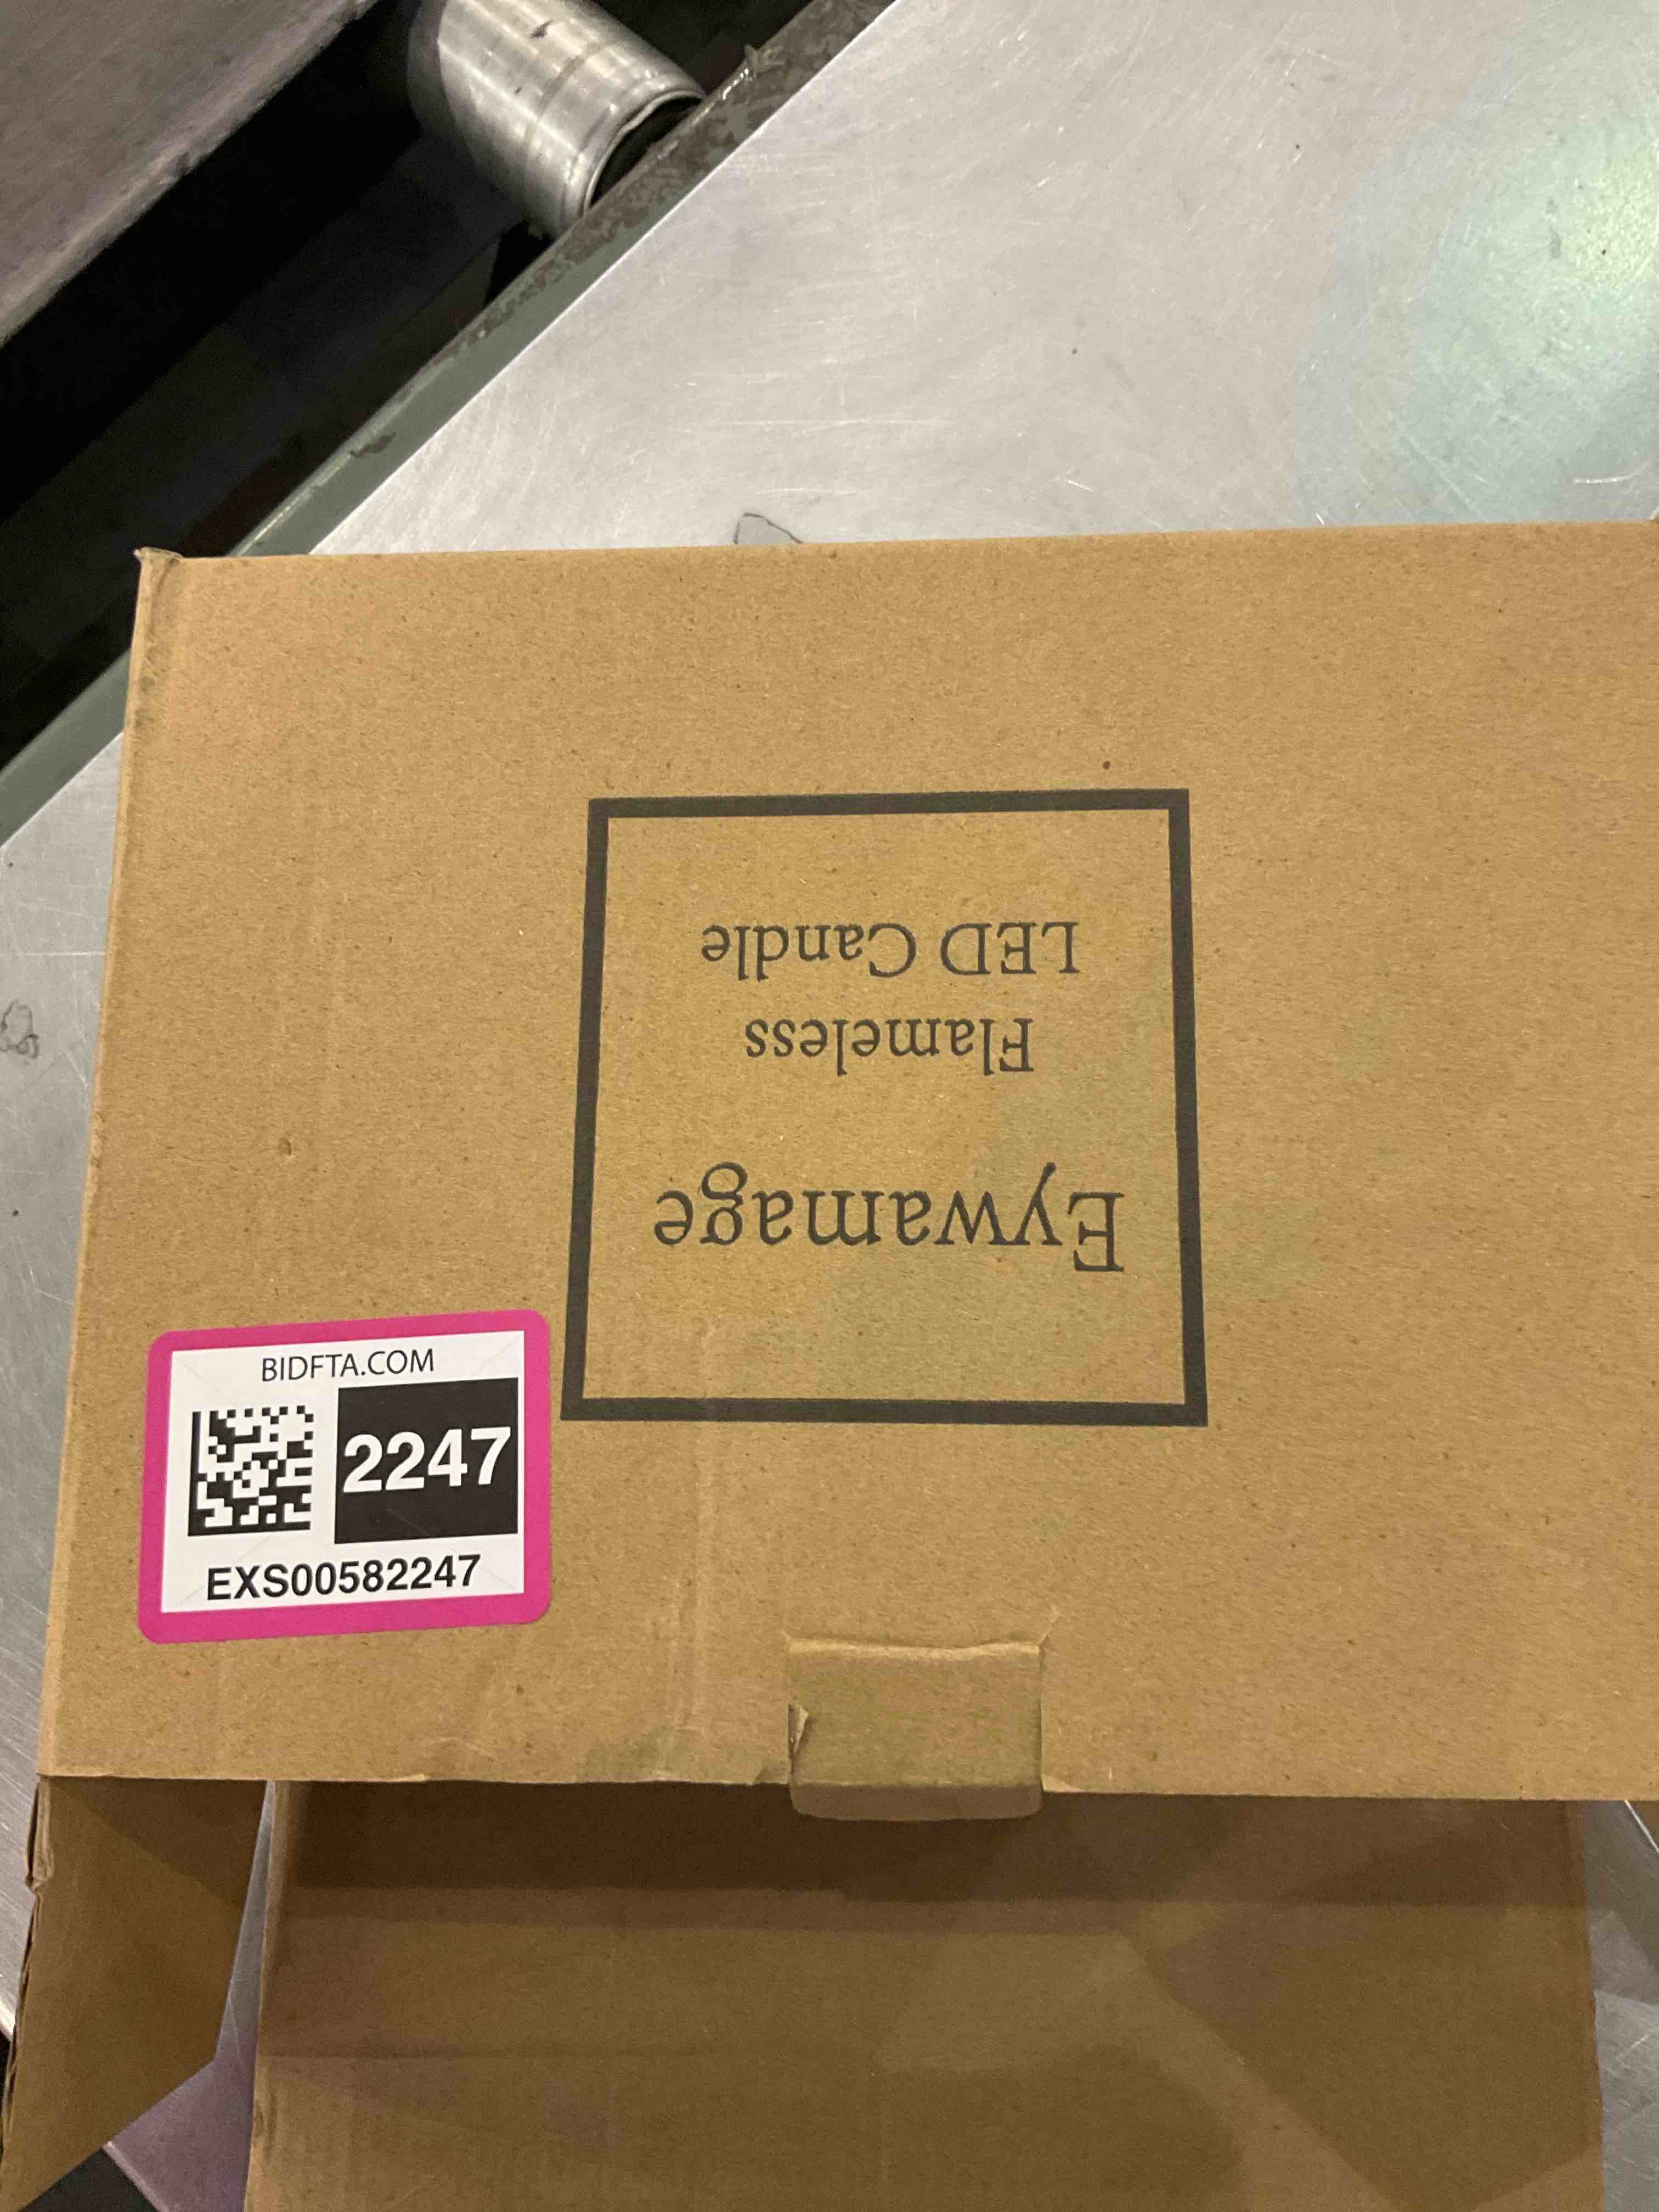 Eywamage
Flameless
LED Candle
BIDFTA.COM
2247
EXS00582247